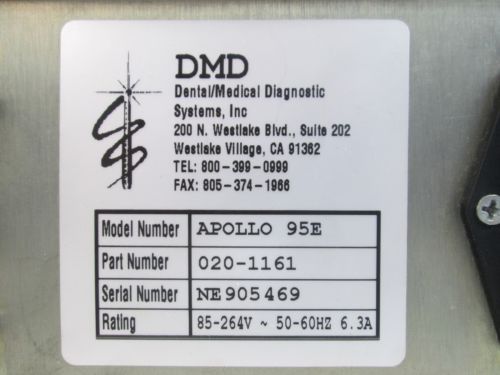 DMD
Dental/Medical Diagnostic
Systems, Inc
200 N. Westlake Blvd., Suite 202
Westlake Village, CA 91362
TEL: 800-399-0999
FAX: 805-374-1966
Model Number APOLLO 95E
Part Number 020-1161
Serial Number NE905469
Rating 85-264V ~ 50-60HZ 6.3A